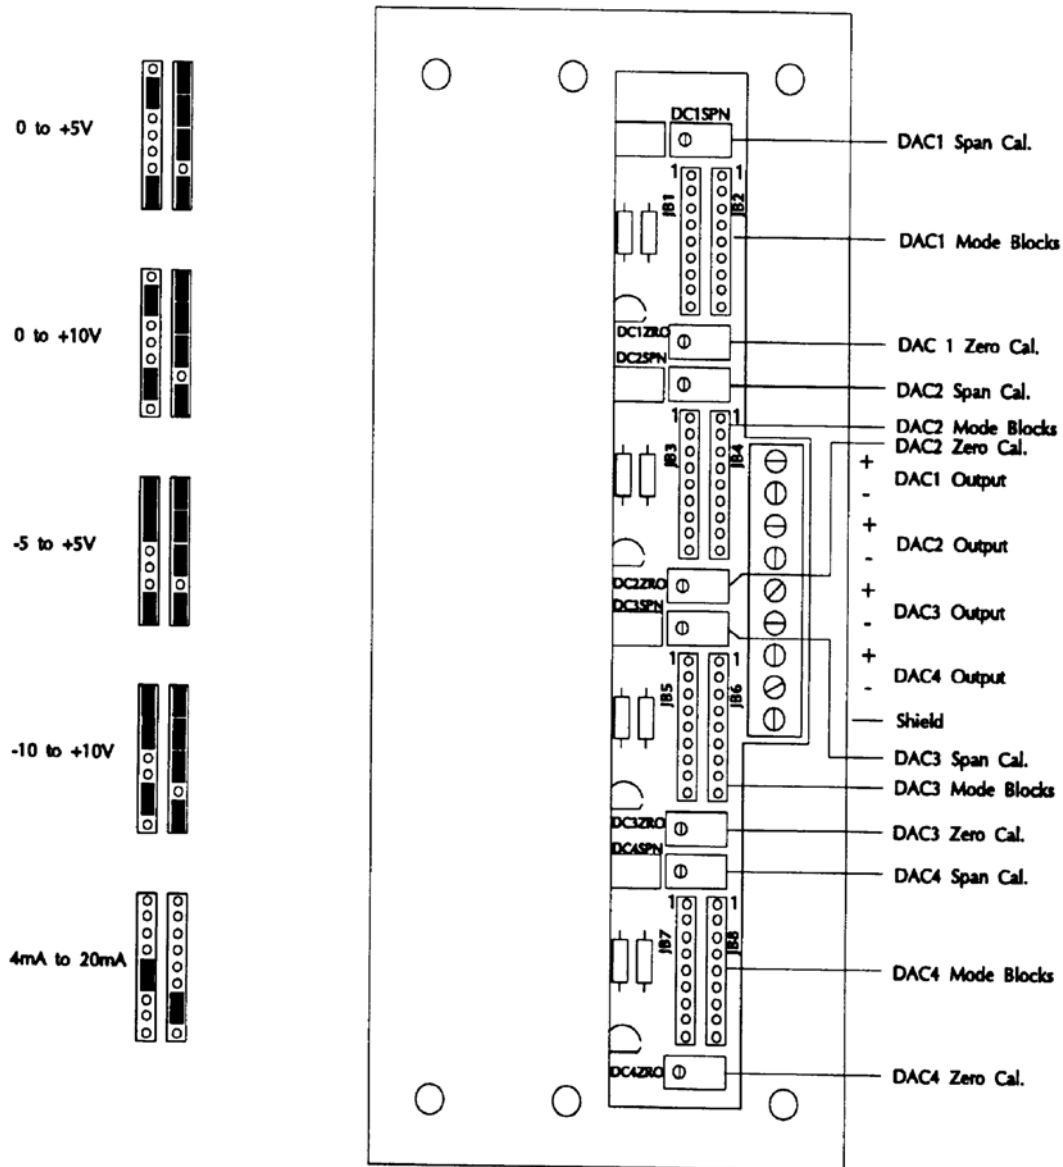 0 to +5V
0 to +10V
-5 to +5V
-10 to +10V
4mA to 20mA
DC1SPN
1
1
JB1
JB2
DC1ZRO
DC2SPN
1
1
JB3
JB4
DC2ZRO
DC3SPN
1
1
JB5
JB6
DC3ZRO
DC4SPN
1
1
JB7
JB8
DC4ZRO
DAC1 Span Cal.
DAC1 Mode Blocks
DAC 1 Zero Cal.
DAC2 Span Cal.
DAC2 Mode Blocks
DAC2 Zero Cal.
+
DAC1 Output
-
+
DAC2 Output
-
+
DAC3 Output
-
+
DAC4 Output
-
Shield
DAC3 Span Cal.
DAC3 Mode Blocks
DAC3 Zero Cal.
DAC4 Span Cal.
DAC4 Mode Blocks
DAC4 Zero Cal.